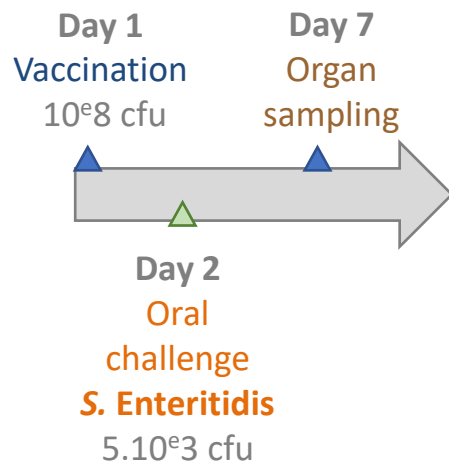 Day 1
Vaccination
10ᵉ8 cfu
Day 7
Organ
sampling
Day 2
Oral
challenge
S. Enteritidis
5.10ᵉ3 cfu